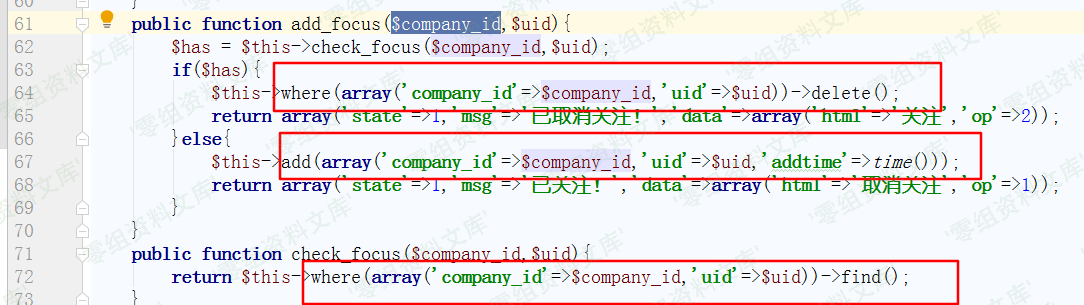 60 }
61 public function add_focus($company_id,$uid){
62 $has = $this->check_focus($company_id,$uid);
63 if($has){
64 $this->where(array('company_id'=>$company_id,'uid'=>$uid))->delete();
65 return array('state'=>1,'msg'=>'已取消关注!','data'=>array('html'=>'关注','op'=>2));
66 }else{
67 $this->add(array('company_id'=>$company_id,'uid'=>$uid,'addtime'=>time()));
68 return array('state'=>1,'msg'=>'已关注!','data'=>array('html'=>'取消关注','op'=>1));
69 }
70 }
71 public function check_focus($company_id,$uid){
72 return $this->where(array('company_id'=>$company_id,'uid'=>$uid))->find();
73 }
'零组资料文库'